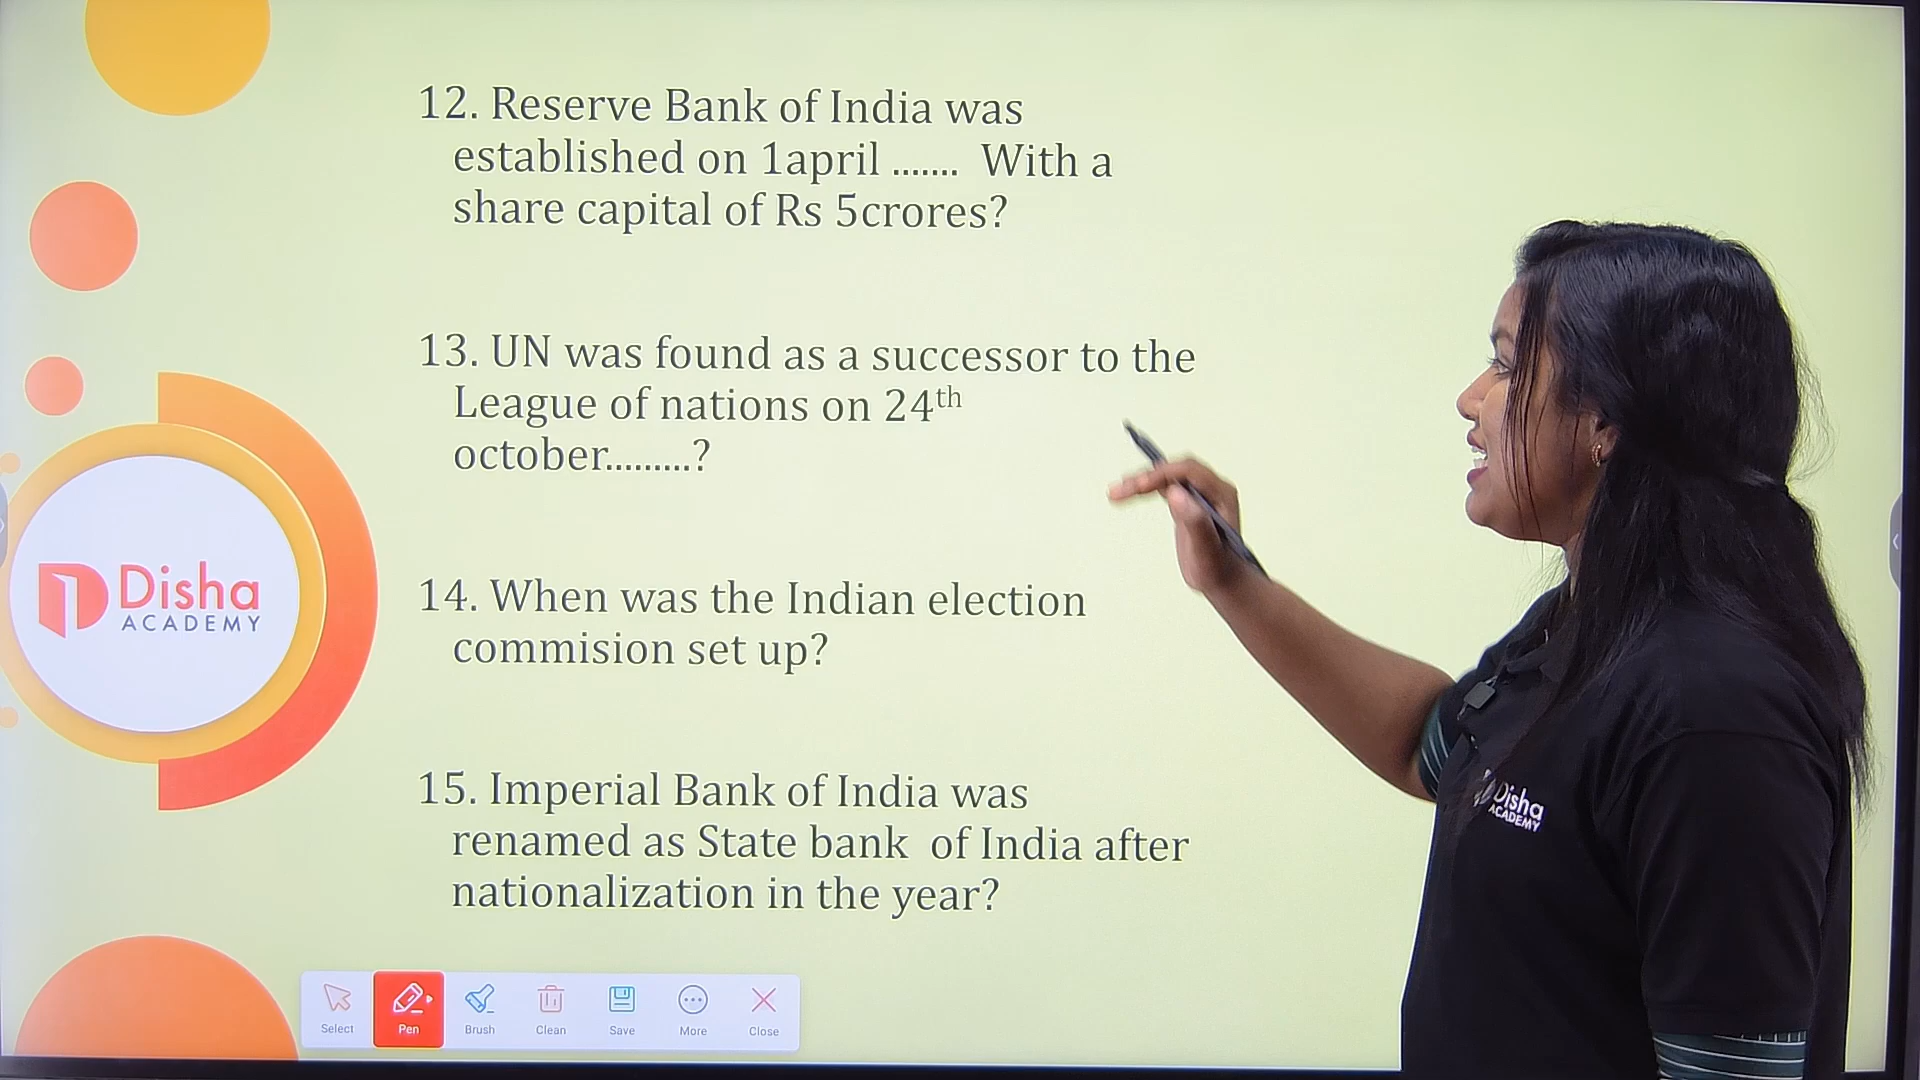 12. Reserve Bank of India was
established on 1april ....... With a
share capital of Rs 5crores?
13. UN was found as a successor to the
League of nations on 24th
october.........?
14. When was the Indian election
commision set up?
15. Imperial Bank of India was
renamed as State bank of India after
nationalization in the year?
Disha
ACADEMY
Disha
ACADEMY
Select
Pen
Brush
Clean
Save
More
Close